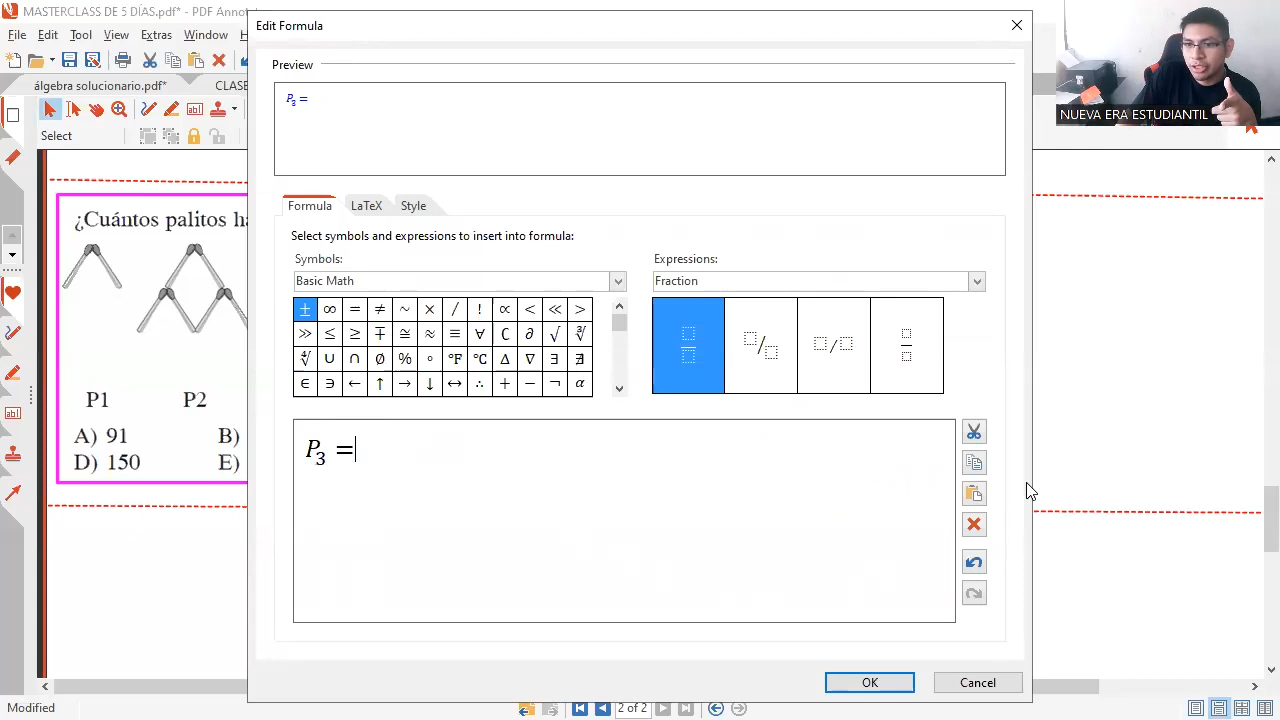 MASTERCLASS DE 5 DÍAS.pdf* - PDF Annot
Edit Formula
File Edit Tool View Extras Window
Preview
álgebra solucionario.pdf* CLASE
P3 =
NUEVA ERA ESTUDIANTIL
Select
Formula LaTeX Style
¿Cuántos palitos ha
Select symbols and expressions to insert into formula:
Symbols: Expressions:
Basic Math Fraction
± ∞ = ≠ ~ × / ! ∝ < ≪ >
≫ ≤ ≥ ∓ ≅ ≈ ≡ ∀ ∁ ∂ √ ∛
∜ ∪ ∩ ∅ % ° °F °C ∆ ∇ ∃ ∄
∈ ∋ ← ↑ → ↓ ↔ ∴ + − ¬ α
P1 P2
A) 91 B)
D) 150 E)
P3 =
OK Cancel
Modified 2 of 2